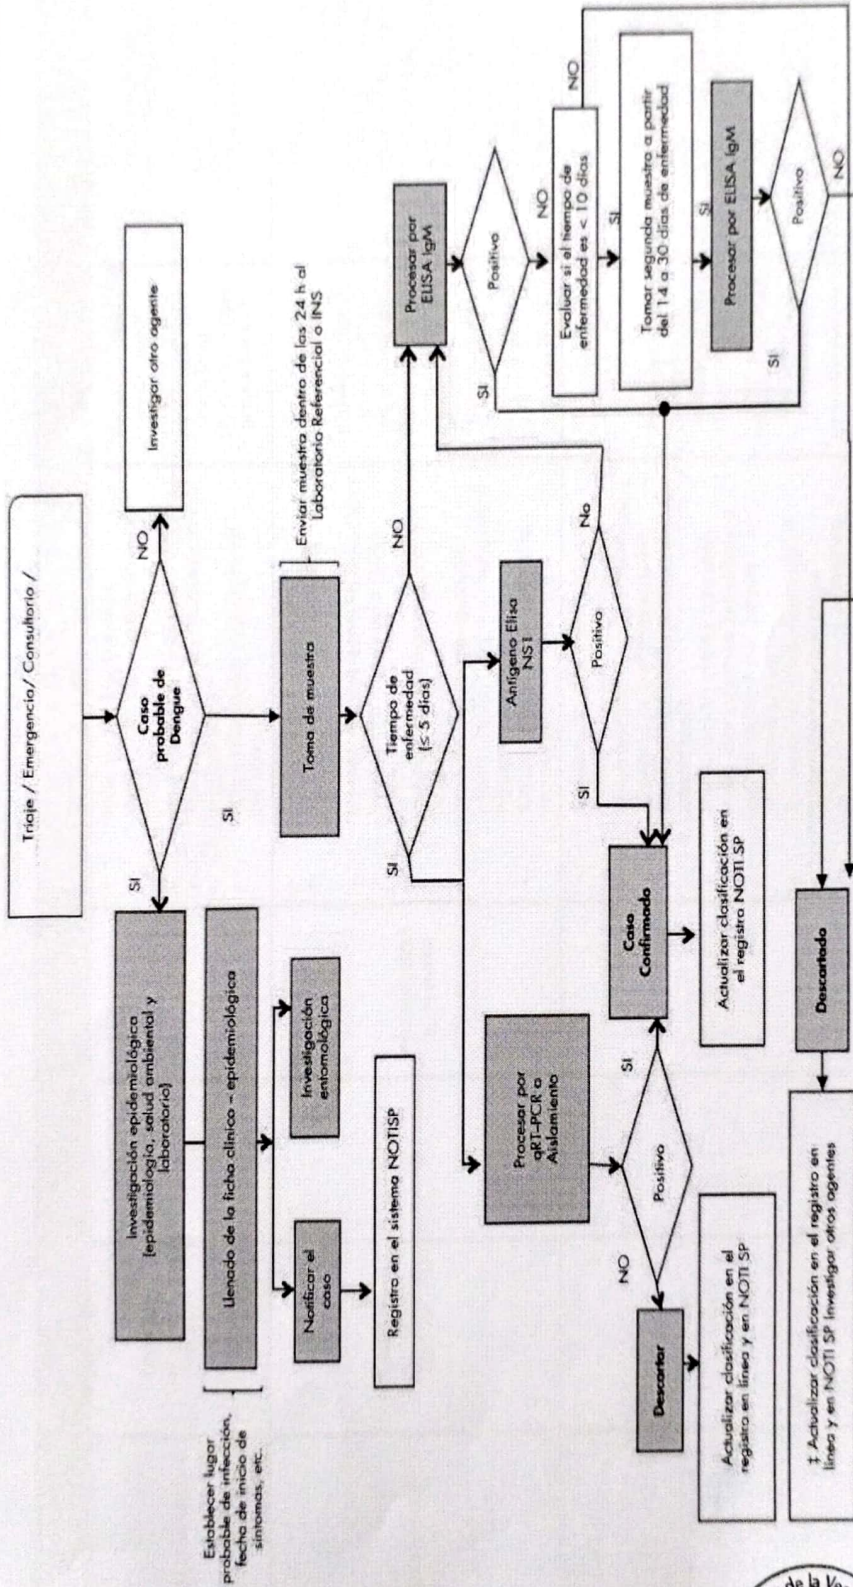 Triaje / Emergencia/ Consultorio /
Caso
probable de
Dengue
NO
Investigar otro agente
SI
SI
Investigación epidemiológica
(epidemiología, salud ambiental y
laboratorio)
Llenado de la ficha clínico – epidemiológica
Establecer lugar
probable de infección,
fecha de inicio de
síntomas, etc.
Notificar el
caso
Investigación
entomológica
Registro en el sistema NOTISP
Toma de muestra
Enviar muestra dentro de las 24 h al
Laboratorio Referencial o INS
Tiempo de
enfermedad
(≤ 5 días)
SI
NO
Procesar por
qRT-PCR o
Aislamiento
Antígeno Elisa
NS1
Procesar por
ELISA IgM
Positivo
NO
SI
Positivo
SI
No
Positivo
SI
NO
Evaluar si el tiempo de
enfermedad es < 10 días
NO
SI
Tomar segunda muestra a partir
del 14 a 30 días de enfermedad
SI
Procesar por ELISA IgM
Positivo
SI
NO
Descartar
Caso
Confirmado
Actualizar clasificación en el
registro en línea y en NOTI SP
Actualizar clasificación en
el registro NOTI SP
Descartado
‡ Actualizar clasificación en el registro en
línea y en NOTI SP Investigar otros agentes
de la